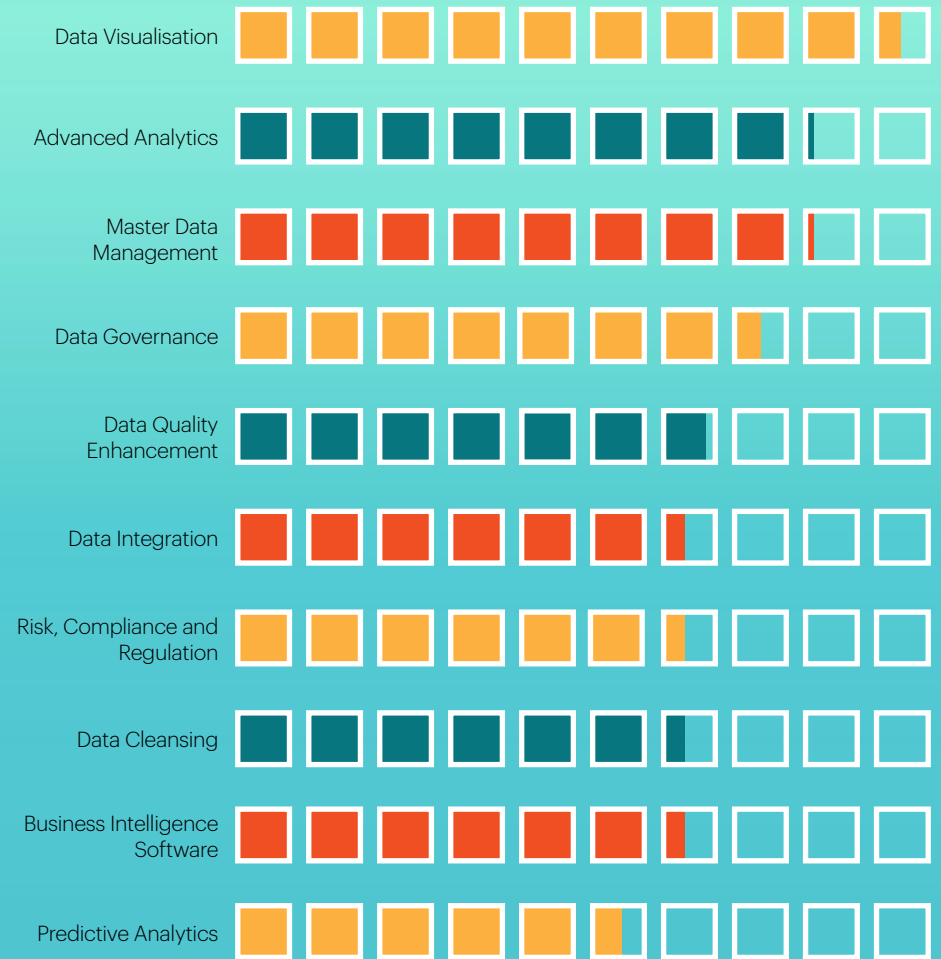 Data Visualisation
Advanced Analytics
Master Data
Management
Data Governance
Data Quality
Enhancement
Data Integration
Risk, Compliance and
Regulation
Data Cleansing
Business Intelligence
Software
Predictive Analytics